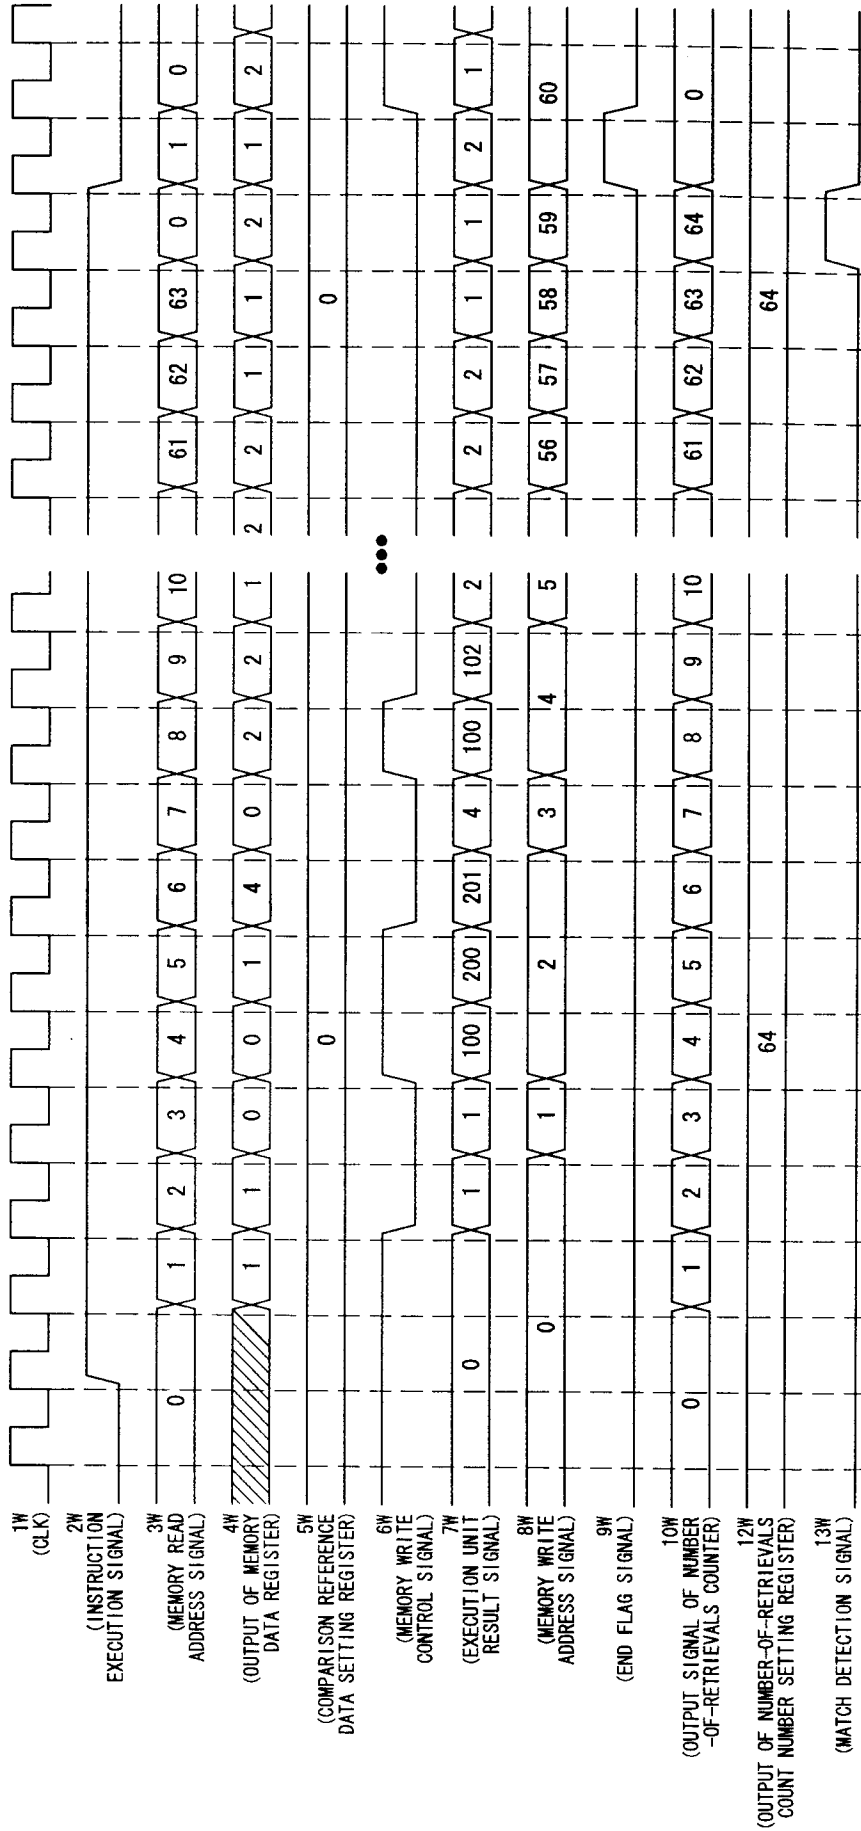 1W
(CLK)
2W
(INSTRUCTION
EXECUTION SIGNAL)
3W
(MEMORY READ
ADDRESS SIGNAL)
0 1 2 3 4 5 6 7 8 9 10 61 62 63 0 1 0
4W
(OUTPUT OF MEMORY
DATA REGISTER)
1 1 0 0 1 4 0 2 2 1 2 2 1 1 2 1 2
5W
(COMPARISON REFERENCE
DATA SETTING REGISTER)
0 0
6W
(MEMORY WRITE
CONTROL SIGNAL)
7W
(EXECUTION UNIT
RESULT SIGNAL)
0 1 1 100 200 201 4 100 102 2 2 2 1 1 2 1
8W
(MEMORY WRITE
ADDRESS SIGNAL)
0 1 2 3 4 5 56 57 58 59 60
9W
(END FLAG SIGNAL)
10W
(OUTPUT SIGNAL OF NUMBER
-OF-RETRIEVALS COUNTER)
0 1 2 3 4 5 6 7 8 9 10 61 62 63 64 0
12W
(OUTPUT OF NUMBER-OF-RETRIEVALS
COUNT NUMBER SETTING REGISTER)
64 64
13W
(MATCH DETECTION SIGNAL)